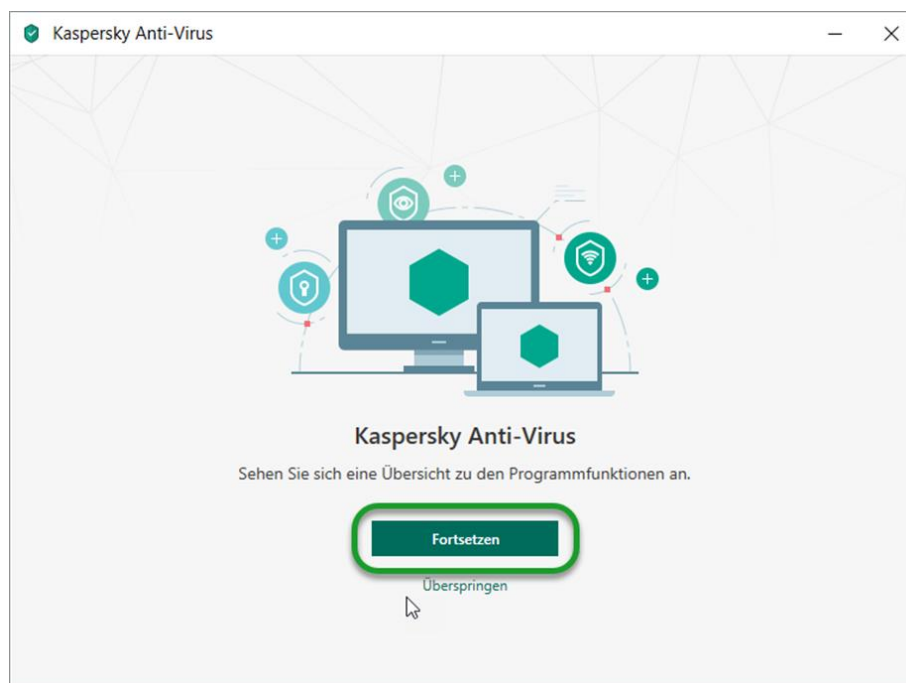 Kaspersky Anti-Virus
Kaspersky Anti-Virus
Sehen Sie sich eine Übersicht zu den Programmfunktionen an.
Fortsetzen
Überspringen